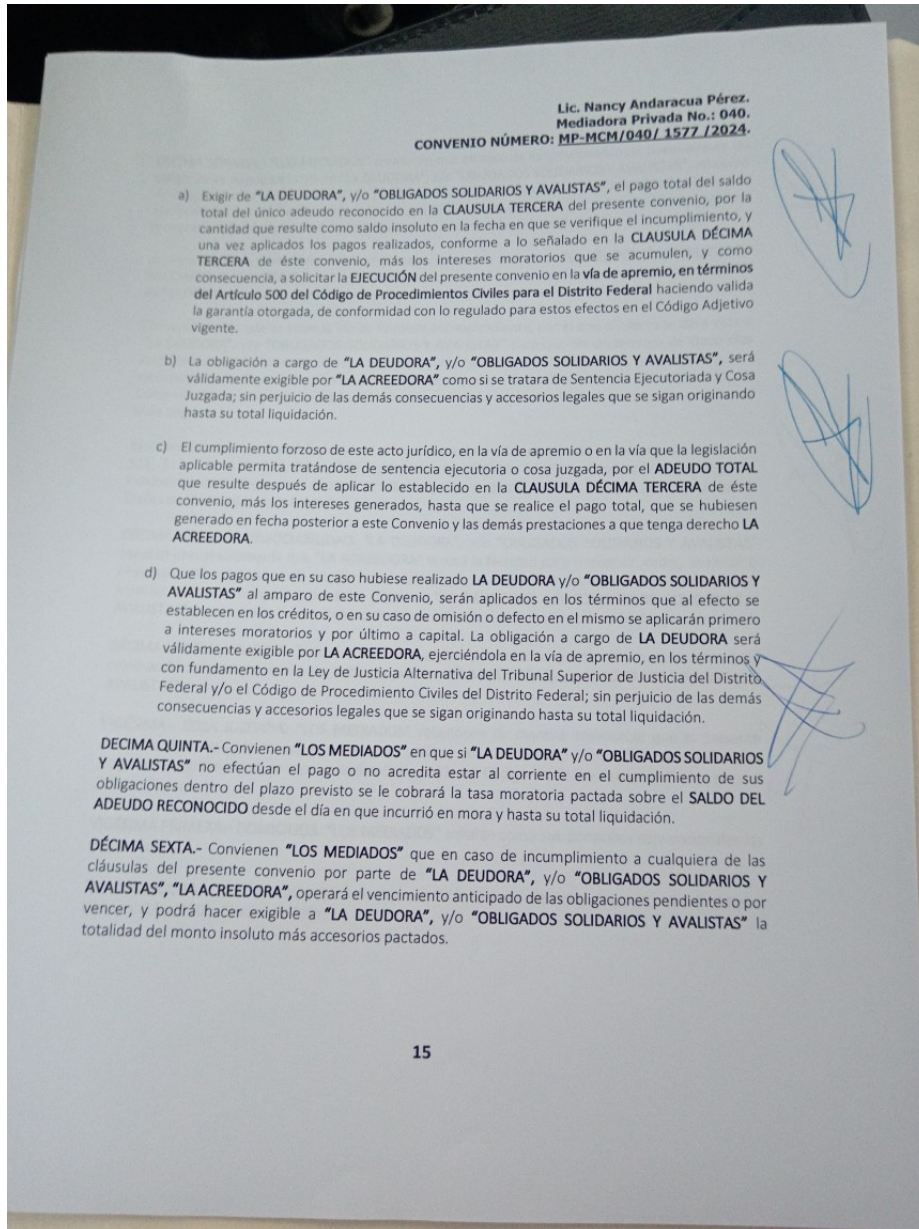 Lic. Nancy Andaracua Pérez.
Mediadora Privada No.: 040.
CONVENIO NÚMERO: MP-MCM/040/ 1577 /2024.
a) Exigir de "LA DEUDORA", y/o "OBLIGADOS SOLIDARIOS Y AVALISTAS", el pago total del saldo
total del único adeudo reconocido en la CLAUSULA TERCERA del presente convenio, por la
cantidad que resulte como saldo insoluto en la fecha en que se verifique el incumplimiento, y
una vez aplicados los pagos realizados, conforme a lo señalado en la CLAUSULA DÉCIMA
TERCERA de éste convenio, más los intereses moratorios que se acumulen, y como
consecuencia, a solicitar la EJECUCIÓN del presente convenio en la vía de apremio, en términos
del Artículo 500 del Código de Procedimientos Civiles para el Distrito Federal haciendo valida
la garantía otorgada, de conformidad con lo regulado para estos efectos en el Código Adjetivo
vigente.
b) La obligación a cargo de "LA DEUDORA", y/o "OBLIGADOS SOLIDARIOS Y AVALISTAS", será
válidamente exigible por "LA ACREEDORA" como si se tratara de Sentencia Ejecutoriada y Cosa
Juzgada; sin perjuicio de las demás consecuencias y accesorios legales que se sigan originando
hasta su total liquidación.
c) El cumplimiento forzoso de este acto jurídico, en la vía de apremio o en la vía que la legislación
aplicable permita tratándose de sentencia ejecutoria o cosa juzgada, por el ADEUDO TOTAL
que resulte después de aplicar lo establecido en la CLAUSULA DÉCIMA TERCERA de éste
convenio, más los intereses generados, hasta que se realice el pago total, que se hubiesen
generado en fecha posterior a este Convenio y las demás prestaciones a que tenga derecho LA
ACREEDORA.
d) Que los pagos que en su caso hubiese realizado LA DEUDORA y/o "OBLIGADOS SOLIDARIOS Y
AVALISTAS" al amparo de este Convenio, serán aplicados en los términos que al efecto se
establecen en los créditos, o en su caso de omisión o defecto en el mismo se aplicarán primero
a intereses moratorios y por último a capital. La obligación a cargo de LA DEUDORA será
válidamente exigible por LA ACREEDORA, ejerciéndola en la vía de apremio, en los términos y
con fundamento en la Ley de Justicia Alternativa del Tribunal Superior de Justicia del Distrito
Federal y/o el Código de Procedimiento Civiles del Distrito Federal; sin perjuicio de las demás
consecuencias y accesorios legales que se sigan originando hasta su total liquidación.
DECIMA QUINTA.- Convienen "LOS MEDIADOS" en que si "LA DEUDORA" y/o "OBLIGADOS SOLIDARIOS
Y AVALISTAS" no efectúan el pago o no acredita estar al corriente en el cumplimiento de sus
obligaciones dentro del plazo previsto se le cobrará la tasa moratoria pactada sobre el SALDO DEL
ADEUDO RECONOCIDO desde el día en que incurrió en mora y hasta su total liquidación.
DÉCIMA SEXTA.- Convienen "LOS MEDIADOS" que en caso de incumplimiento a cualquiera de las
cláusulas del presente convenio por parte de "LA DEUDORA", y/o "OBLIGADOS SOLIDARIOS Y
AVALISTAS", "LA ACREEDORA", operará el vencimiento anticipado de las obligaciones pendientes o por
vencer, y podrá hacer exigible a "LA DEUDORA", y/o "OBLIGADOS SOLIDARIOS Y AVALISTAS" la
totalidad del monto insoluto más accesorios pactados.
15